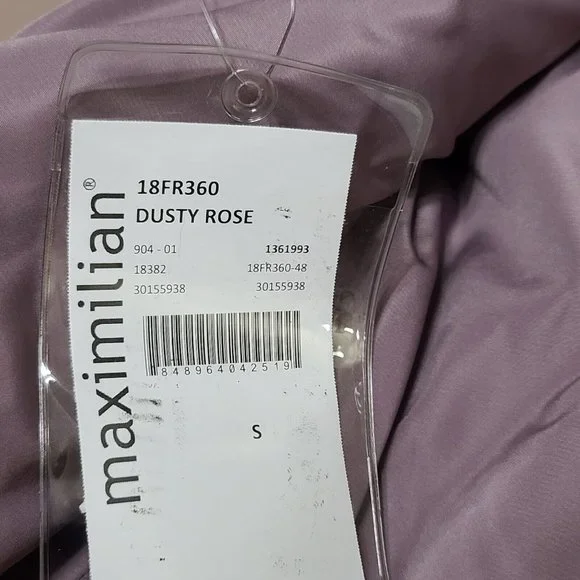 maximilian®
18FR360
DUSTY ROSE
904 - 01 1361993
18382 18FR360-48
30155938 30155938
848964042519
S